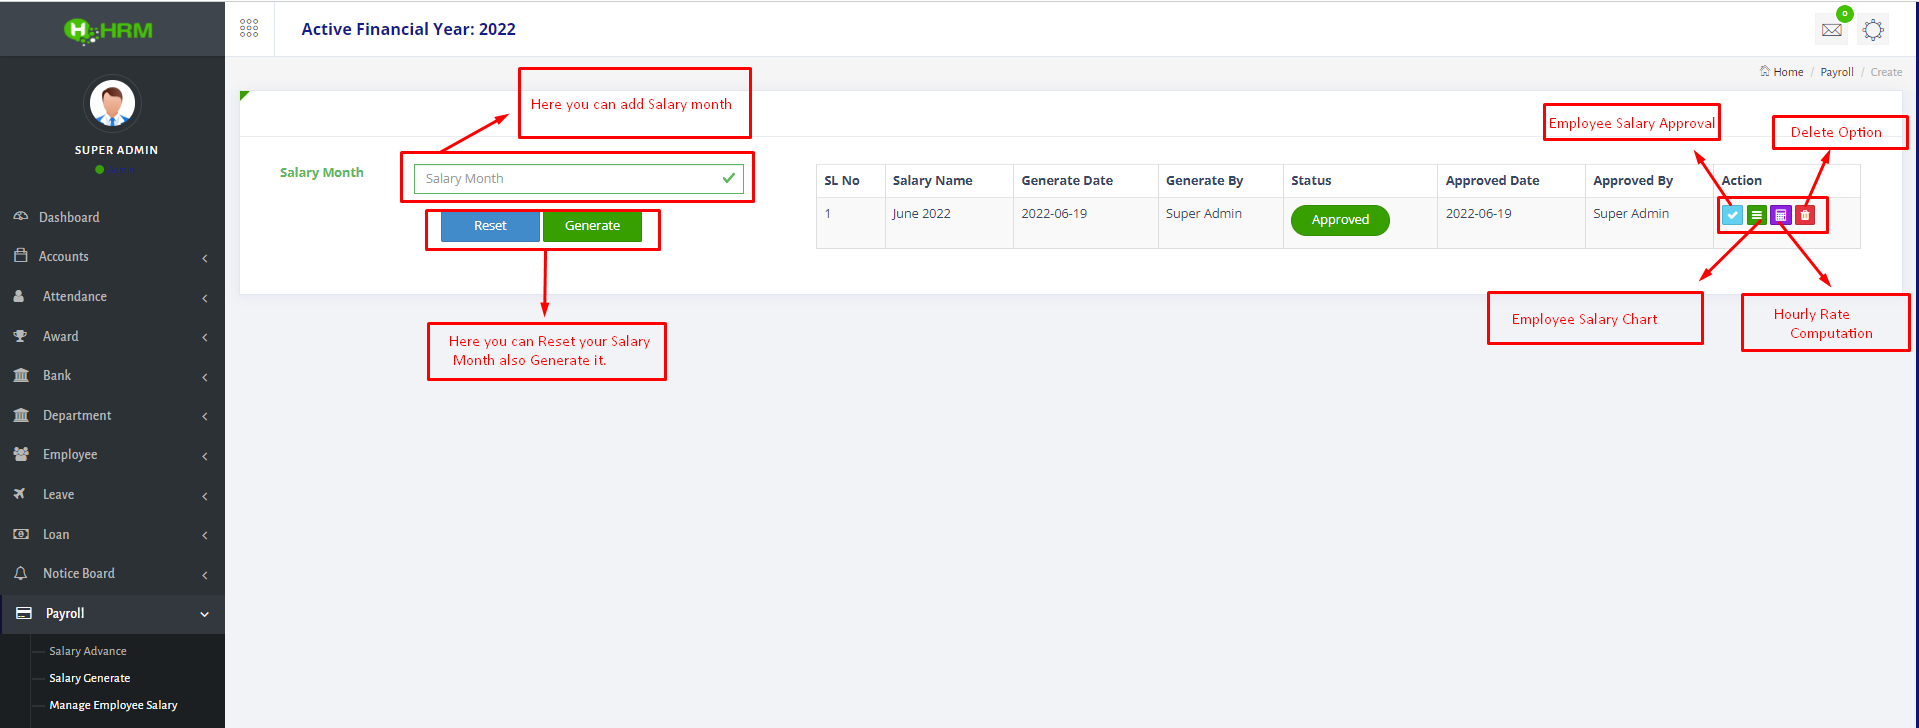 HRM
Active Financial Year: 2022
0
Home / Payroll / Create
SUPER ADMIN
Here you can add Salary month
Employee Salary Approval
Delete Option
Salary Month
Salary Month
Reset
Generate
Here you can Reset your Salary
Month also Generate it.
SL No Salary Name Generate Date Generate By Status Approved Date Approved By Action
1 June 2022 2022-06-19 Super Admin Approved 2022-06-19 Super Admin
Employee Salary Chart
Hourly Rate
Computation
Dashboard
Accounts
Attendance
Award
Bank
Department
Employee
Leave
Loan
Notice Board
Payroll
Salary Advance
Salary Generate
Manage Employee Salary